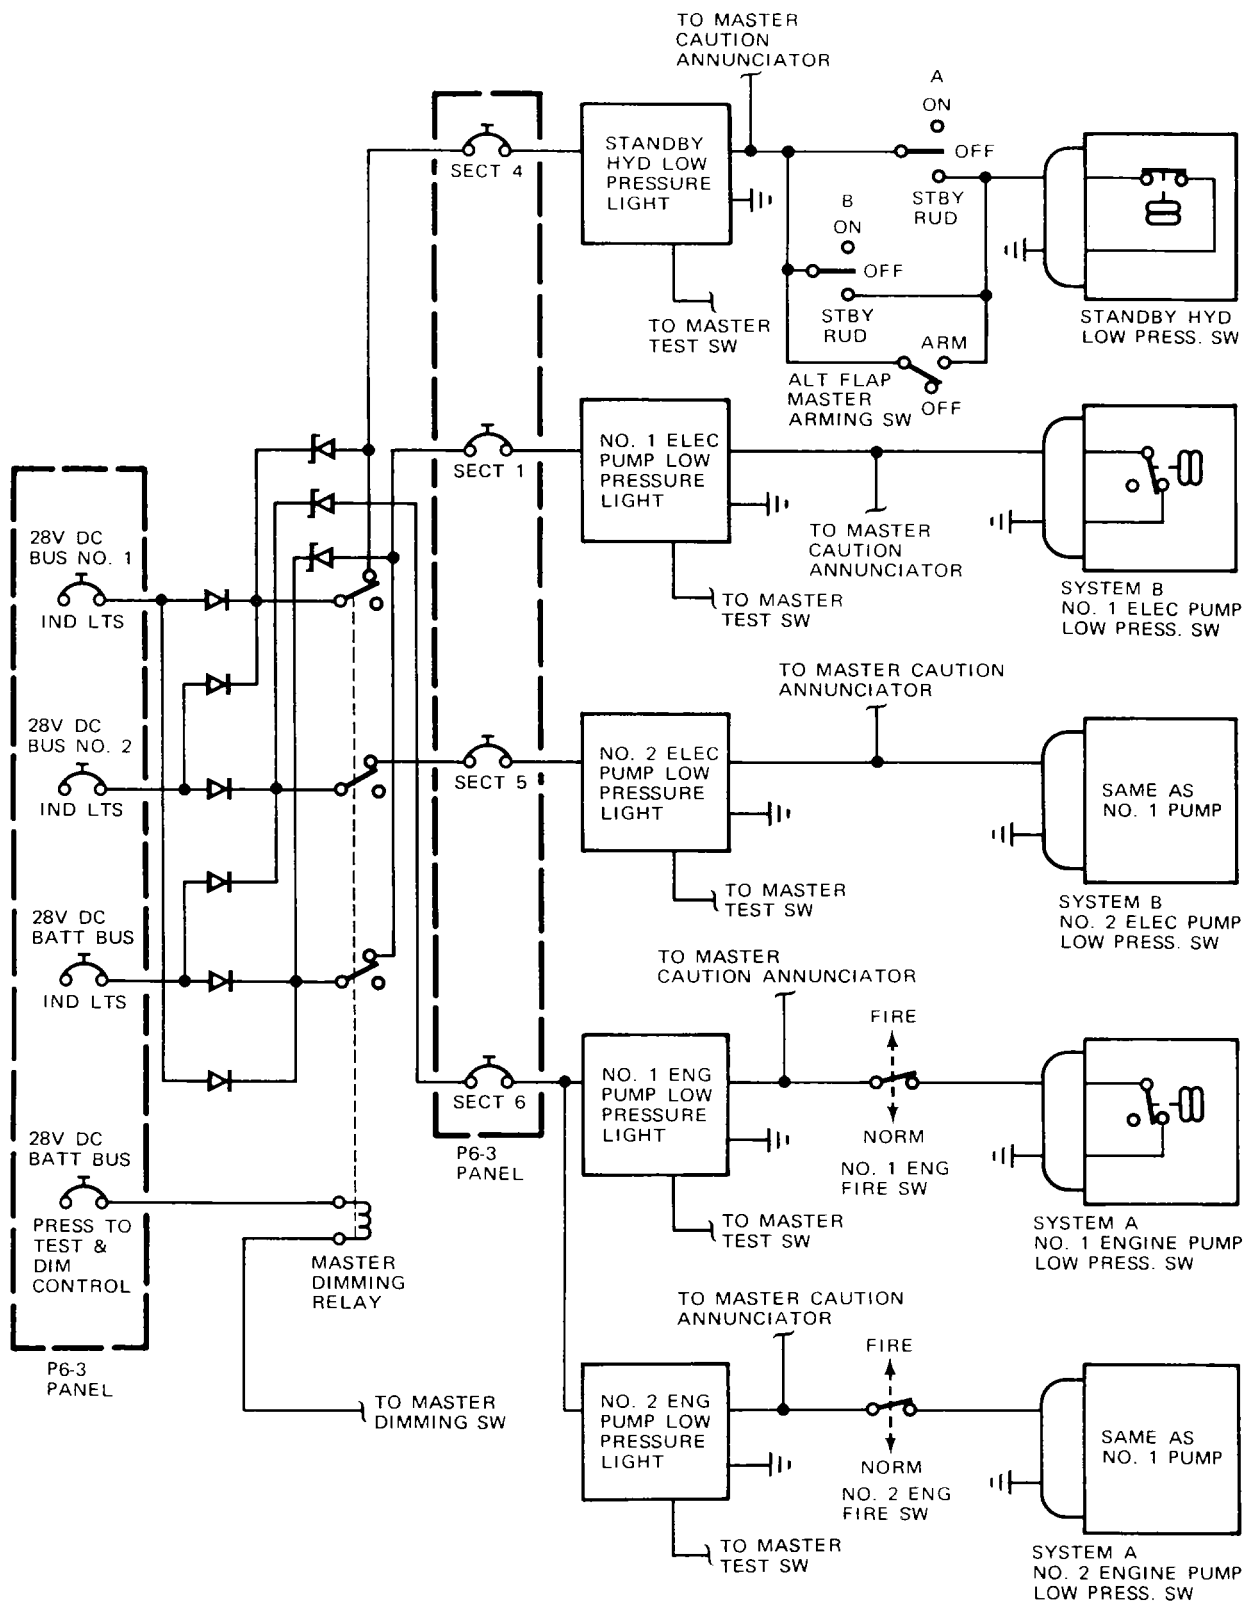 TO MASTER
CAUTION
ANNUNCIATOR
A
ON
OFF
STBY
RUD
SECT 4
STANDBY
HYD LOW
PRESSURE
LIGHT
B
ON
OFF
STBY
RUD
TO MASTER
TEST SW
ARM
OFF
ALT FLAP
MASTER
ARMING SW
STANDBY HYD
LOW PRESS. SW
SECT 1
NO. 1 ELEC
PUMP LOW
PRESSURE
LIGHT
TO MASTER
CAUTION
ANNUNCIATOR
TO MASTER
TEST SW
SYSTEM B
NO. 1 ELEC PUMP
LOW PRESS. SW
28V DC
BUS NO. 1
IND LTS
28V DC
BUS NO. 2
IND LTS
TO MASTER CAUTION
ANNUNCIATOR
SECT 5
NO. 2 ELEC
PUMP LOW
PRESSURE
LIGHT
SAME AS
NO. 1 PUMP
TO MASTER
TEST SW
SYSTEM B
NO. 2 ELEC PUMP
LOW PRESS. SW
28V DC
BATT BUS
IND LTS
TO MASTER
CAUTION ANNUNCIATOR
FIRE
NORM
NO. 1 ENG
FIRE SW
SECT 6
NO. 1 ENG
PUMP LOW
PRESSURE
LIGHT
P6-3
PANEL
TO MASTER
TEST SW
SYSTEM A
NO. 1 ENGINE PUMP
LOW PRESS. SW
28V DC
BATT BUS
PRESS TO
TEST &
DIM
CONTROL
MASTER
DIMMING
RELAY
P6-3
PANEL
TO MASTER
DIMMING SW
TO MASTER CAUTION
ANNUNCIATOR
FIRE
NORM
NO. 2 ENG
FIRE SW
NO. 2 ENG
PUMP LOW
PRESSURE
LIGHT
SAME AS
NO. 1 PUMP
TO MASTER
TEST SW
SYSTEM A
NO. 2 ENGINE PUMP
LOW PRESS. SW